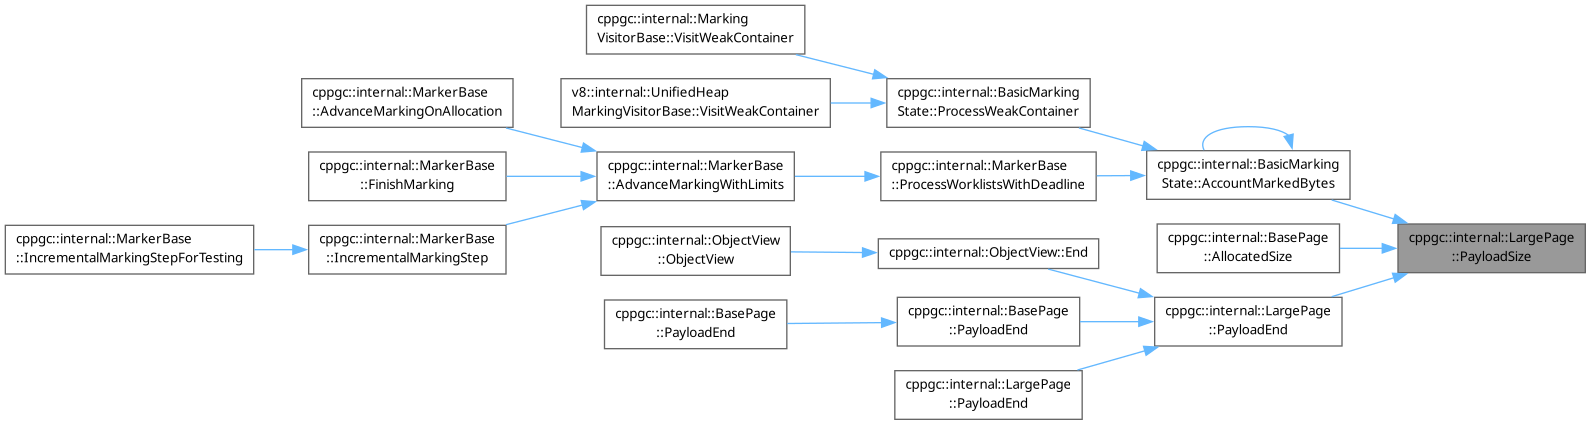 cppgc::internal::Marking
VisitorBase::VisitWeakContainer
cppgc::internal::MarkerBase
::AdvanceMarkingOnAllocation
v8::internal::UnifiedHeap
MarkingVisitorBase::VisitWeakContainer
cppgc::internal::BasicMarking
State::ProcessWeakContainer
cppgc::internal::MarkerBase
::FinishMarking
cppgc::internal::MarkerBase
::AdvanceMarkingWithLimits
cppgc::internal::MarkerBase
::ProcessWorklistsWithDeadline
cppgc::internal::BasicMarking
State::AccountMarkedBytes
cppgc::internal::MarkerBase
::IncrementalMarkingStepForTesting
cppgc::internal::MarkerBase
::IncrementalMarkingStep
cppgc::internal::ObjectView
::ObjectView
cppgc::internal::ObjectView::End
cppgc::internal::BasePage
::AllocatedSize
cppgc::internal::LargePage
::PayloadSize
cppgc::internal::BasePage
::PayloadEnd
cppgc::internal::BasePage
::PayloadEnd
cppgc::internal::LargePage
::PayloadEnd
cppgc::internal::LargePage
::PayloadEnd